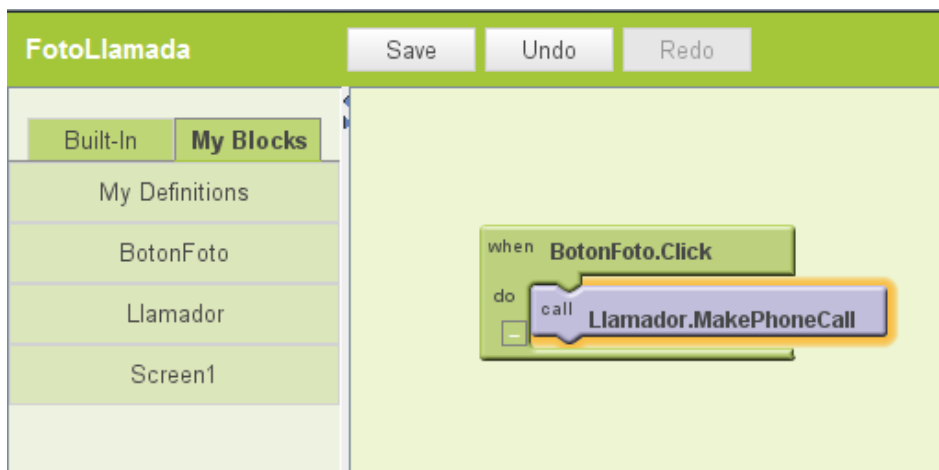 FotoLlamada Save Undo Redo
Built-In My Blocks
My Definitions
BotonFoto
Llamador
Screen1
when BotonFoto.Click
do call Llamador.MakePhoneCall